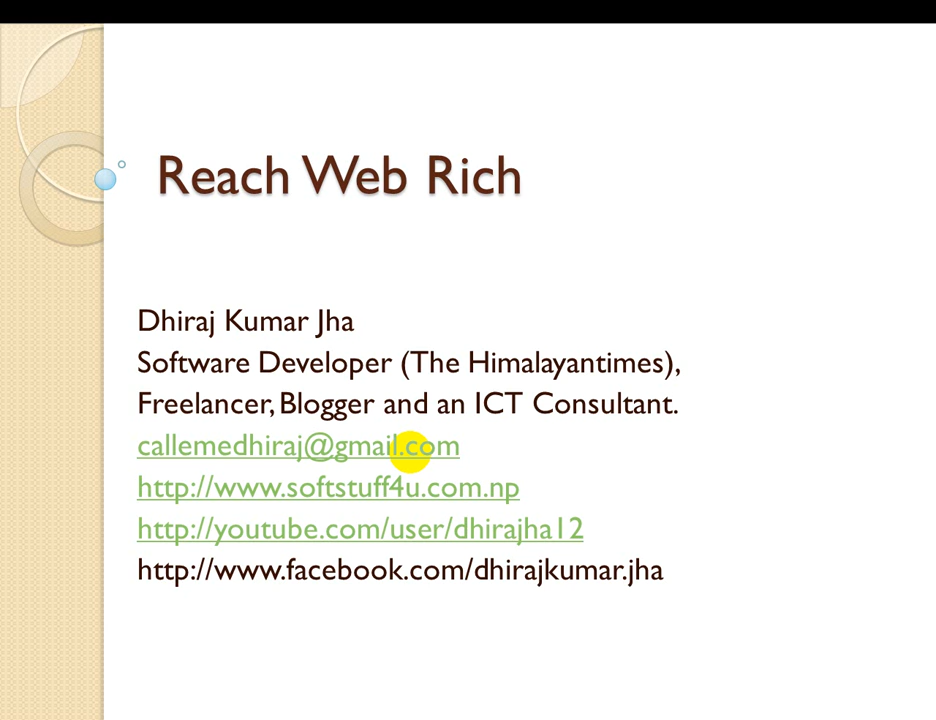 Reach Web Rich
Dhiraj Kumar Jha
Software Developer (The Himalayantimes),
Freelancer, Blogger and an ICT Consultant.
callemedhiraj@gmail.com
http://www.softstuff4u.com.np
http://youtube.com/user/dhirajha12
http://www.facebook.com/dhirajkumar.jha